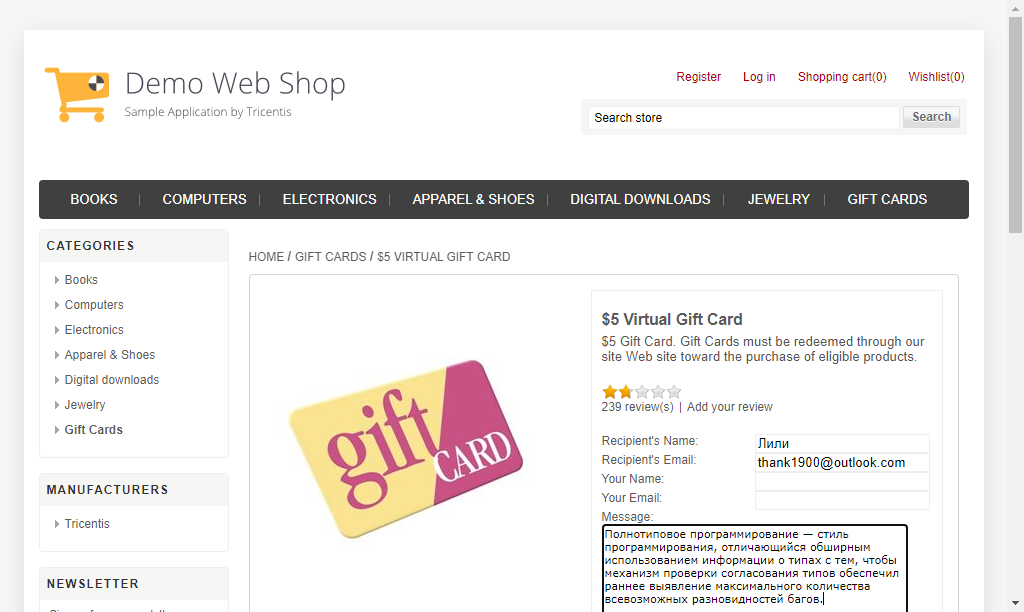 Demo Web Shop
Sample Application by Tricentis
Register Log in Shopping cart(0) Wishlist(0)
Search store Search
BOOKS | COMPUTERS | ELECTRONICS | APPAREL & SHOES | DIGITAL DOWNLOADS | JEWELRY | GIFT CARDS
CATEGORIES
Books
Computers
Electronics
Apparel & Shoes
Digital downloads
Jewelry
Gift Cards
MANUFACTURERS
Tricentis
NEWSLETTER
HOME / GIFT CARDS / $5 VIRTUAL GIFT CARD
gift
CARD
$5 Virtual Gift Card
$5 Gift Card. Gift Cards must be redeemed through our
site Web site toward the purchase of eligible products.
239 review(s) | Add your review
Recipient's Name: Лили
Recipient's Email: thank1900@outlook.com
Your Name:
Your Email:
Message:
Полнотиповое программирование — стиль
программирования, отличающийся обширным
использованием информации о типах с тем, чтобы
механизм проверки согласования типов обеспечил
раннее выявление максимального количества
всевозможных разновидностей багов.